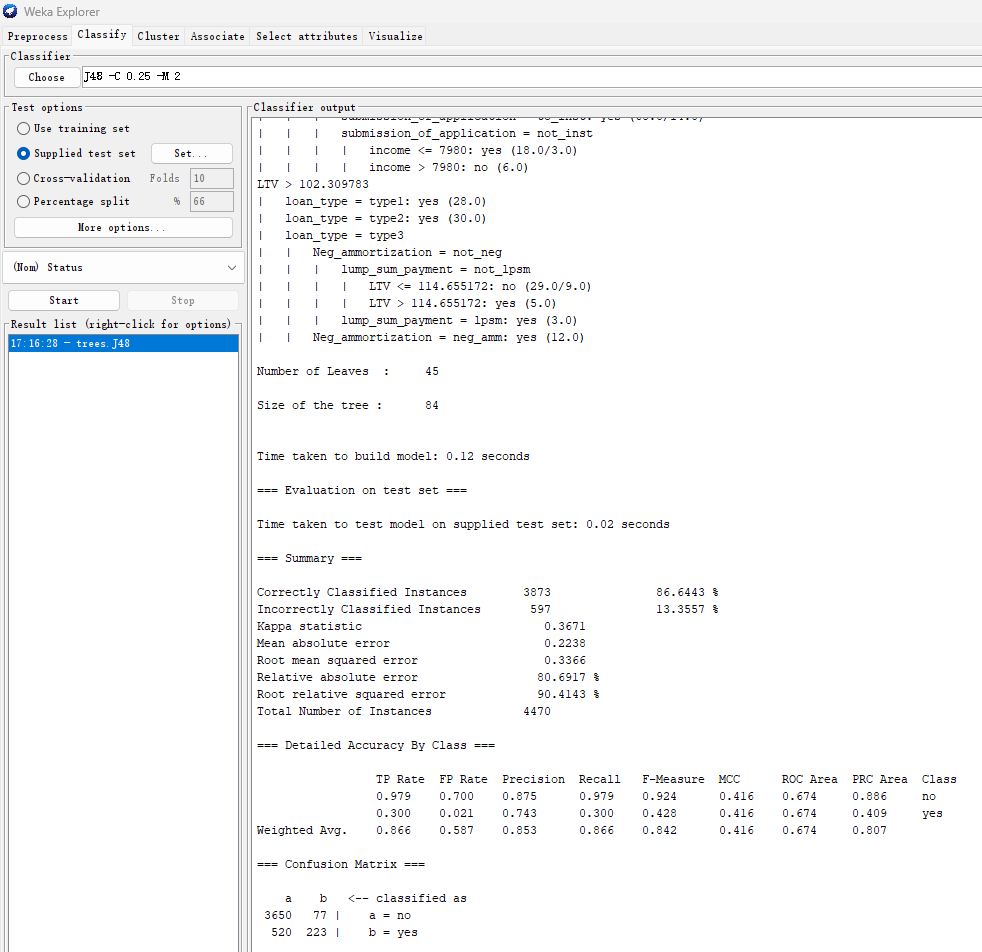 Weka Explorer
Preprocess Classify Cluster Associate Select attributes Visualize
Classifier
Choose J48 -C 0.25 -M 2
Test options
Use training set
Supplied test set Set...
Cross-validation Folds 10
Percentage split % 66
More options...
(Nom) Status
Start Stop
Result list (right-click for options)
17:16:28 - trees.J48
Classifier output
| | | submission_of_application = not_inst
| | | | income <= 7980: yes (18.0/3.0)
| | | | income > 7980: no (6.0)
LTV > 102.309783
| loan_type = type1: yes (28.0)
| loan_type = type2: yes (30.0)
| loan_type = type3
| | Neg_ammortization = not_neg
| | | lump_sum_payment = not_lpsm
| | | | LTV <= 114.655172: no (29.0/9.0)
| | | | LTV > 114.655172: yes (5.0)
| | | lump_sum_payment = lpsm: yes (3.0)
| | Neg_ammortization = neg_amm: yes (12.0)
Number of Leaves : 45
Size of the tree : 84
Time taken to build model: 0.12 seconds
=== Evaluation on test set ===
Time taken to test model on supplied test set: 0.02 seconds
=== Summary ===
Correctly Classified Instances 3873 86.6443 %
Incorrectly Classified Instances 597 13.3557 %
Kappa statistic 0.3671
Mean absolute error 0.2238
Root mean squared error 0.3366
Relative absolute error 80.6917 %
Root relative squared error 90.4143 %
Total Number of Instances 4470
=== Detailed Accuracy By Class ===
TP Rate FP Rate Precision Recall F-Measure MCC ROC Area PRC Area Class
0.979 0.700 0.875 0.979 0.924 0.416 0.674 0.886 no
0.300 0.021 0.743 0.300 0.428 0.416 0.674 0.409 yes
Weighted Avg. 0.866 0.587 0.853 0.866 0.842 0.416 0.674 0.807
=== Confusion Matrix ===
a b <-- classified as
3650 77 | a = no
520 223 | b = yes